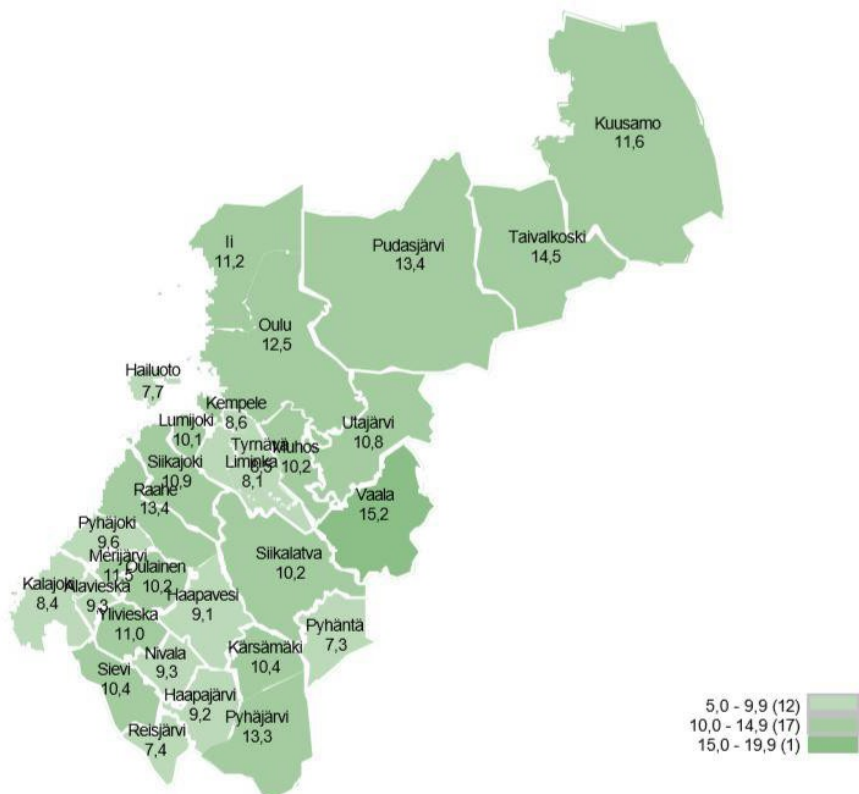 Kuusamo
11,6
Taivalkoski
14,5
Pudasjärvi
13,4
Ii
11,2
Oulu
12,5
Hailuoto
7,7
Kempele
8,6
Lumijoki
10,1
Tyrnävä
Muhos
10,2
Liminka
8,1
Utajärvi
10,8
Siikajoki
10,9
Raahe
13,4
Vaala
15,2
Pyhäjoki
9,6
Merijärvi
11,5
Oulainen
10,2
Siikalatva
10,2
Kalajoki
8,4
Alavieska
9,3
Haapavesi
9,1
Ylivieska
11,0
Pyhäntä
7,3
Nivala
9,3
Kärsämäki
10,4
Sievi
10,4
Haapajärvi
9,2
Pyhäjärvi
13,3
Reisjärvi
7,4
5,0 - 9,9 (12)
10,0 - 14,9 (17)
15,0 - 19,9 (1)